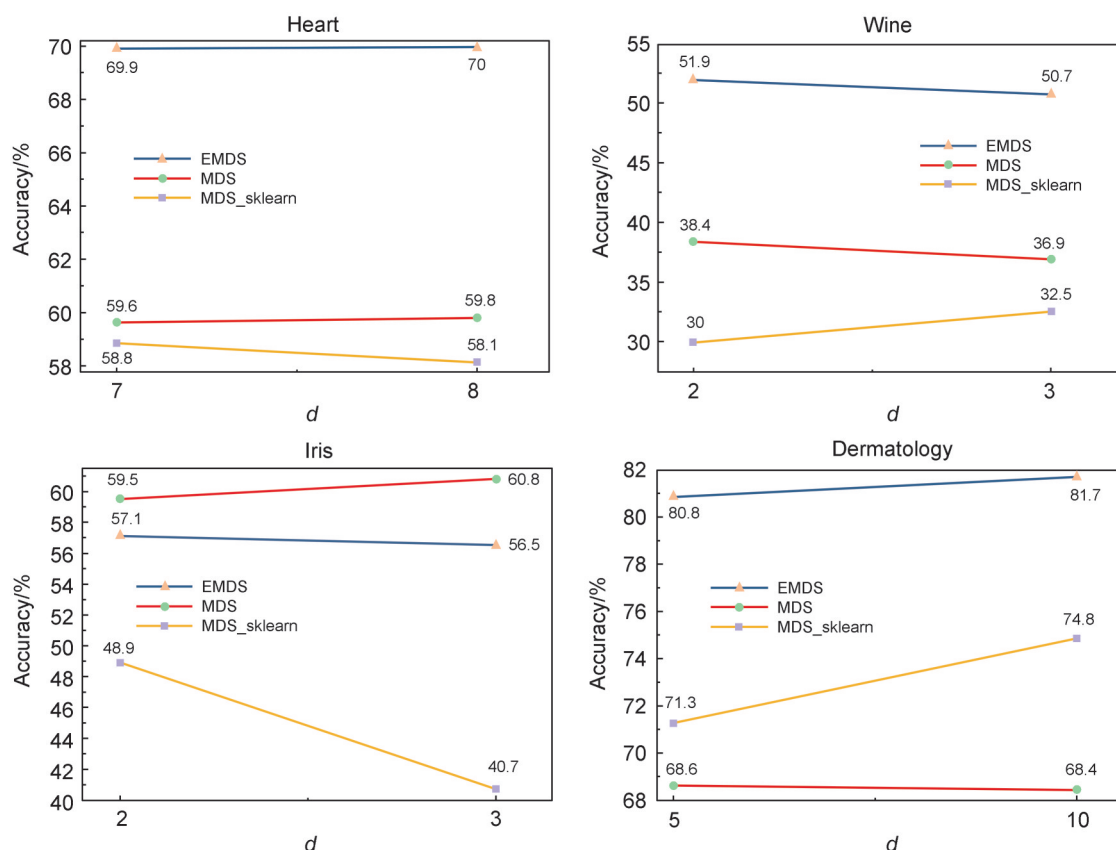 Heart
70
68
66
64
62
60
58
Accuracy/%
69.9
70
EMDS
MDS
MDS_sklearn
59.6
59.8
58.8
58.1
7
8
d
Wine
55
50
45
40
35
30
Accuracy/%
51.9
50.7
EMDS
MDS
MDS_sklearn
38.4
36.9
32.5
30
2
3
d
Iris
60
58
56
54
52
50
48
46
44
42
40
Accuracy/%
59.5
60.8
57.1
56.5
EMDS
MDS
MDS_sklearn
48.9
40.7
2
3
d
Dermatology
82
80
78
76
74
72
70
68
Accuracy/%
80.8
81.7
EMDS
MDS
MDS_sklearn
74.8
71.3
68.6
68.4
5
10
d